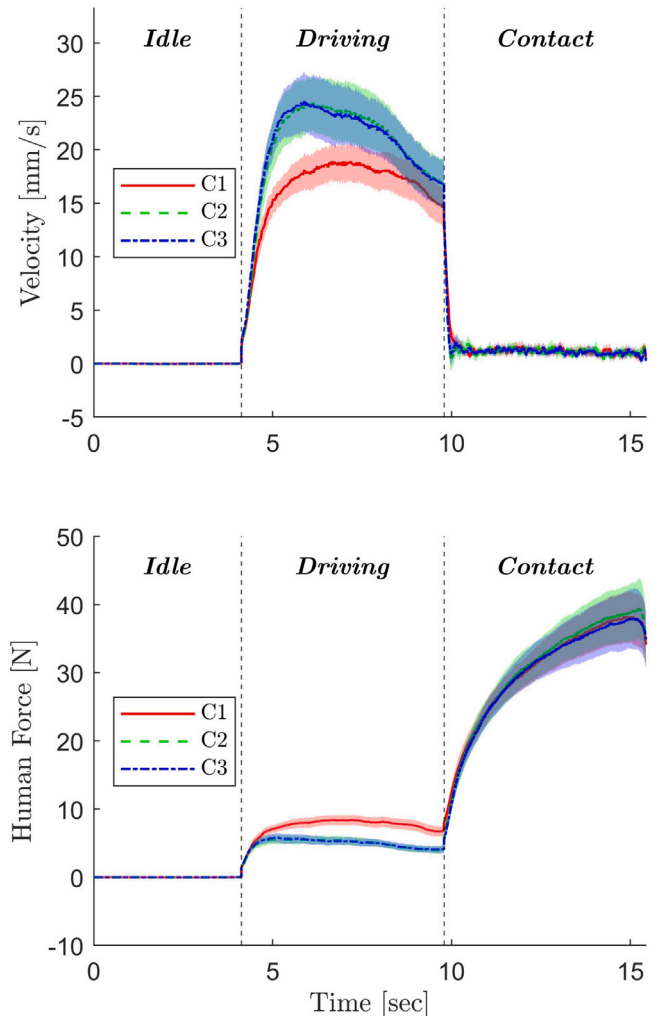 Idle Driving Contact
30
25
20
15
10
5
0
-5
Velocity [mm/s]
C1
C2
C3
0 5 10 15
Idle Driving Contact
50
40
30
20
10
0
-10
Human Force [N]
C1
C2
C3
0 5 10 15
Time [sec]